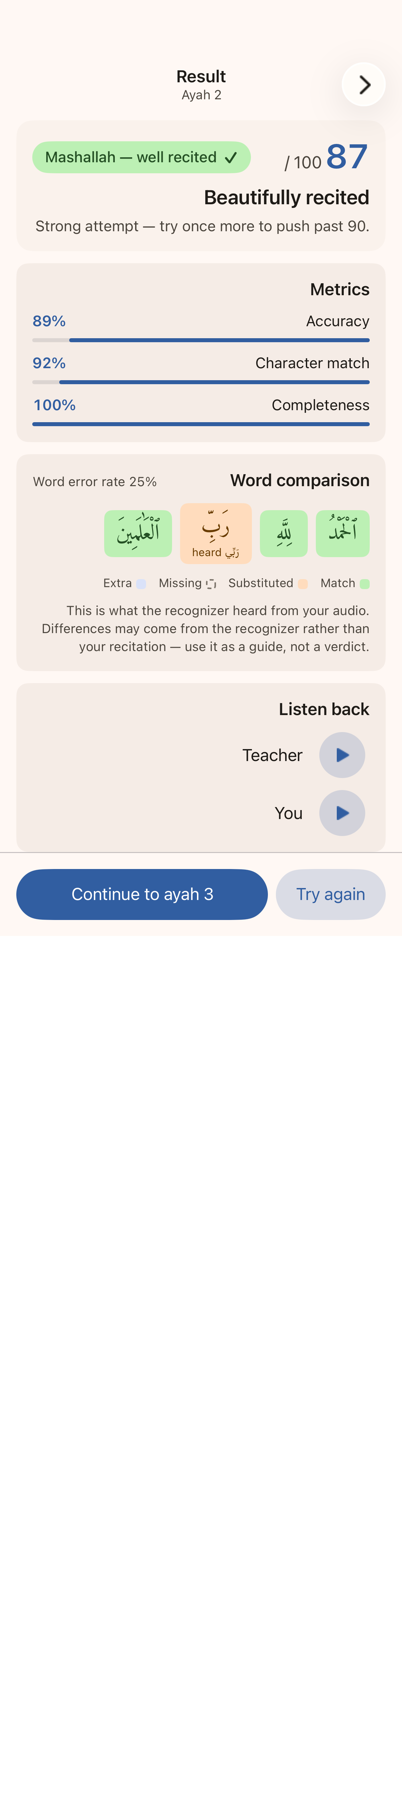 Result
Ayah 2
Mashallah — well recited ✓
87 / 100
Beautifully recited
Strong attempt — try once more to push past 90.
Metrics
Accuracy 89%
Character match 92%
Completeness 100%
Word comparison
Word error rate 25%
ٱلْحَمْدُ لِلَّهِ رَبِّ ٱلْعَٰلَمِينَ
heard رَبِّي
Match Substituted Missing Extra
This is what the recognizer heard from your audio.
Differences may come from the recognizer rather than
your recitation — use it as a guide, not a verdict.
Listen back
Teacher
You
Continue to ayah 3
Try again